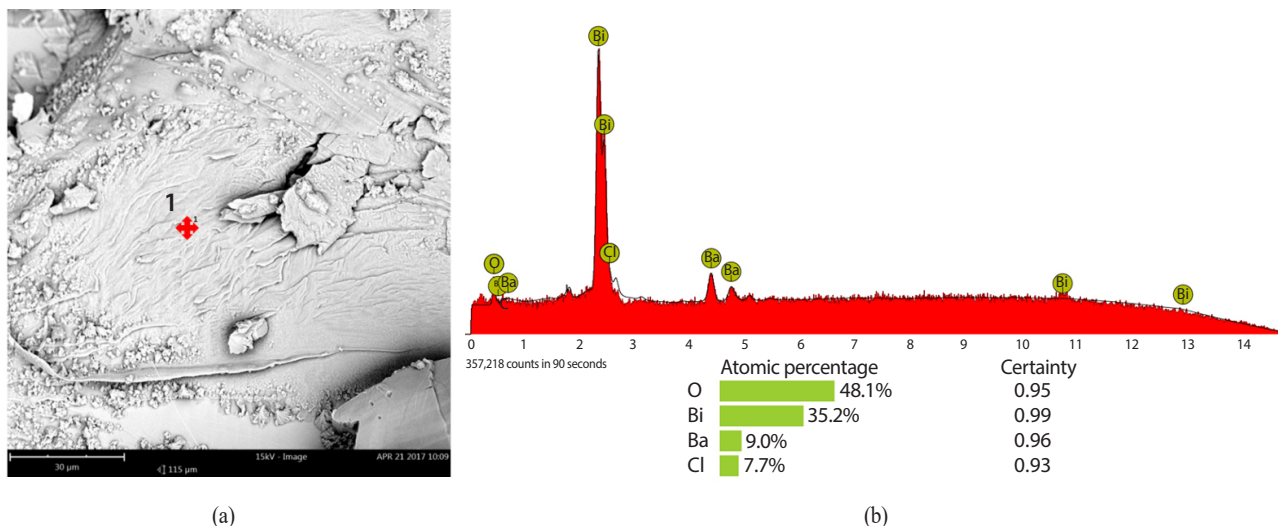 1
1
30 µm
115 µm
15kV - Image
APR 21 2017 10:09
(a)
Bi
Bi
Cl
O
Ba
Ba
Ba
Bi
Bi
0 1 2 3 4 5 6 7 8 9 10 11 12 13 14
357,218 counts in 90 seconds
Atomic percentage Certainty
O 48.1% 0.95
Bi 35.2% 0.99
Ba 9.0% 0.96
Cl 7.7% 0.93
(b)